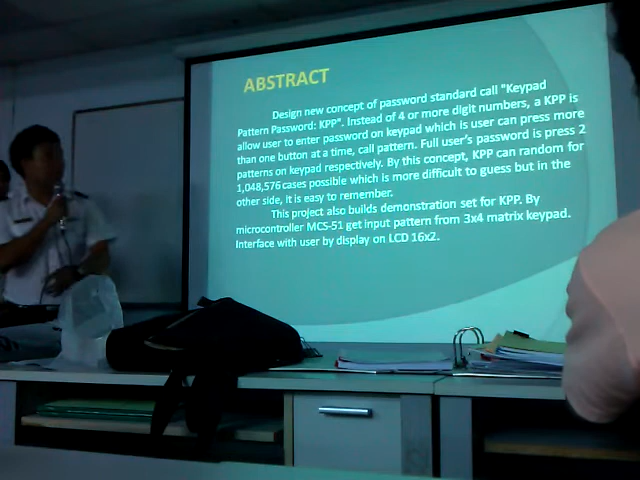 ABSTRACT
Design new concept of password standard call "Keypad
Pattern Password: KPP". Instead of 4 or more digit numbers, a KPP is
allow user to enter password on keypad which is user can press more
than one button at a time, call pattern. Full user's password is press 2
patterns on keypad respectively. By this concept, KPP can random for
1,048,576 cases possible which is more difficult to guess but in the
other side, it is easy to remember.
This project also builds demonstration set for KPP. By
microcontroller MCS-51 get input pattern from 3x4 matrix keypad.
Interface with user by display on LCD 16x2.